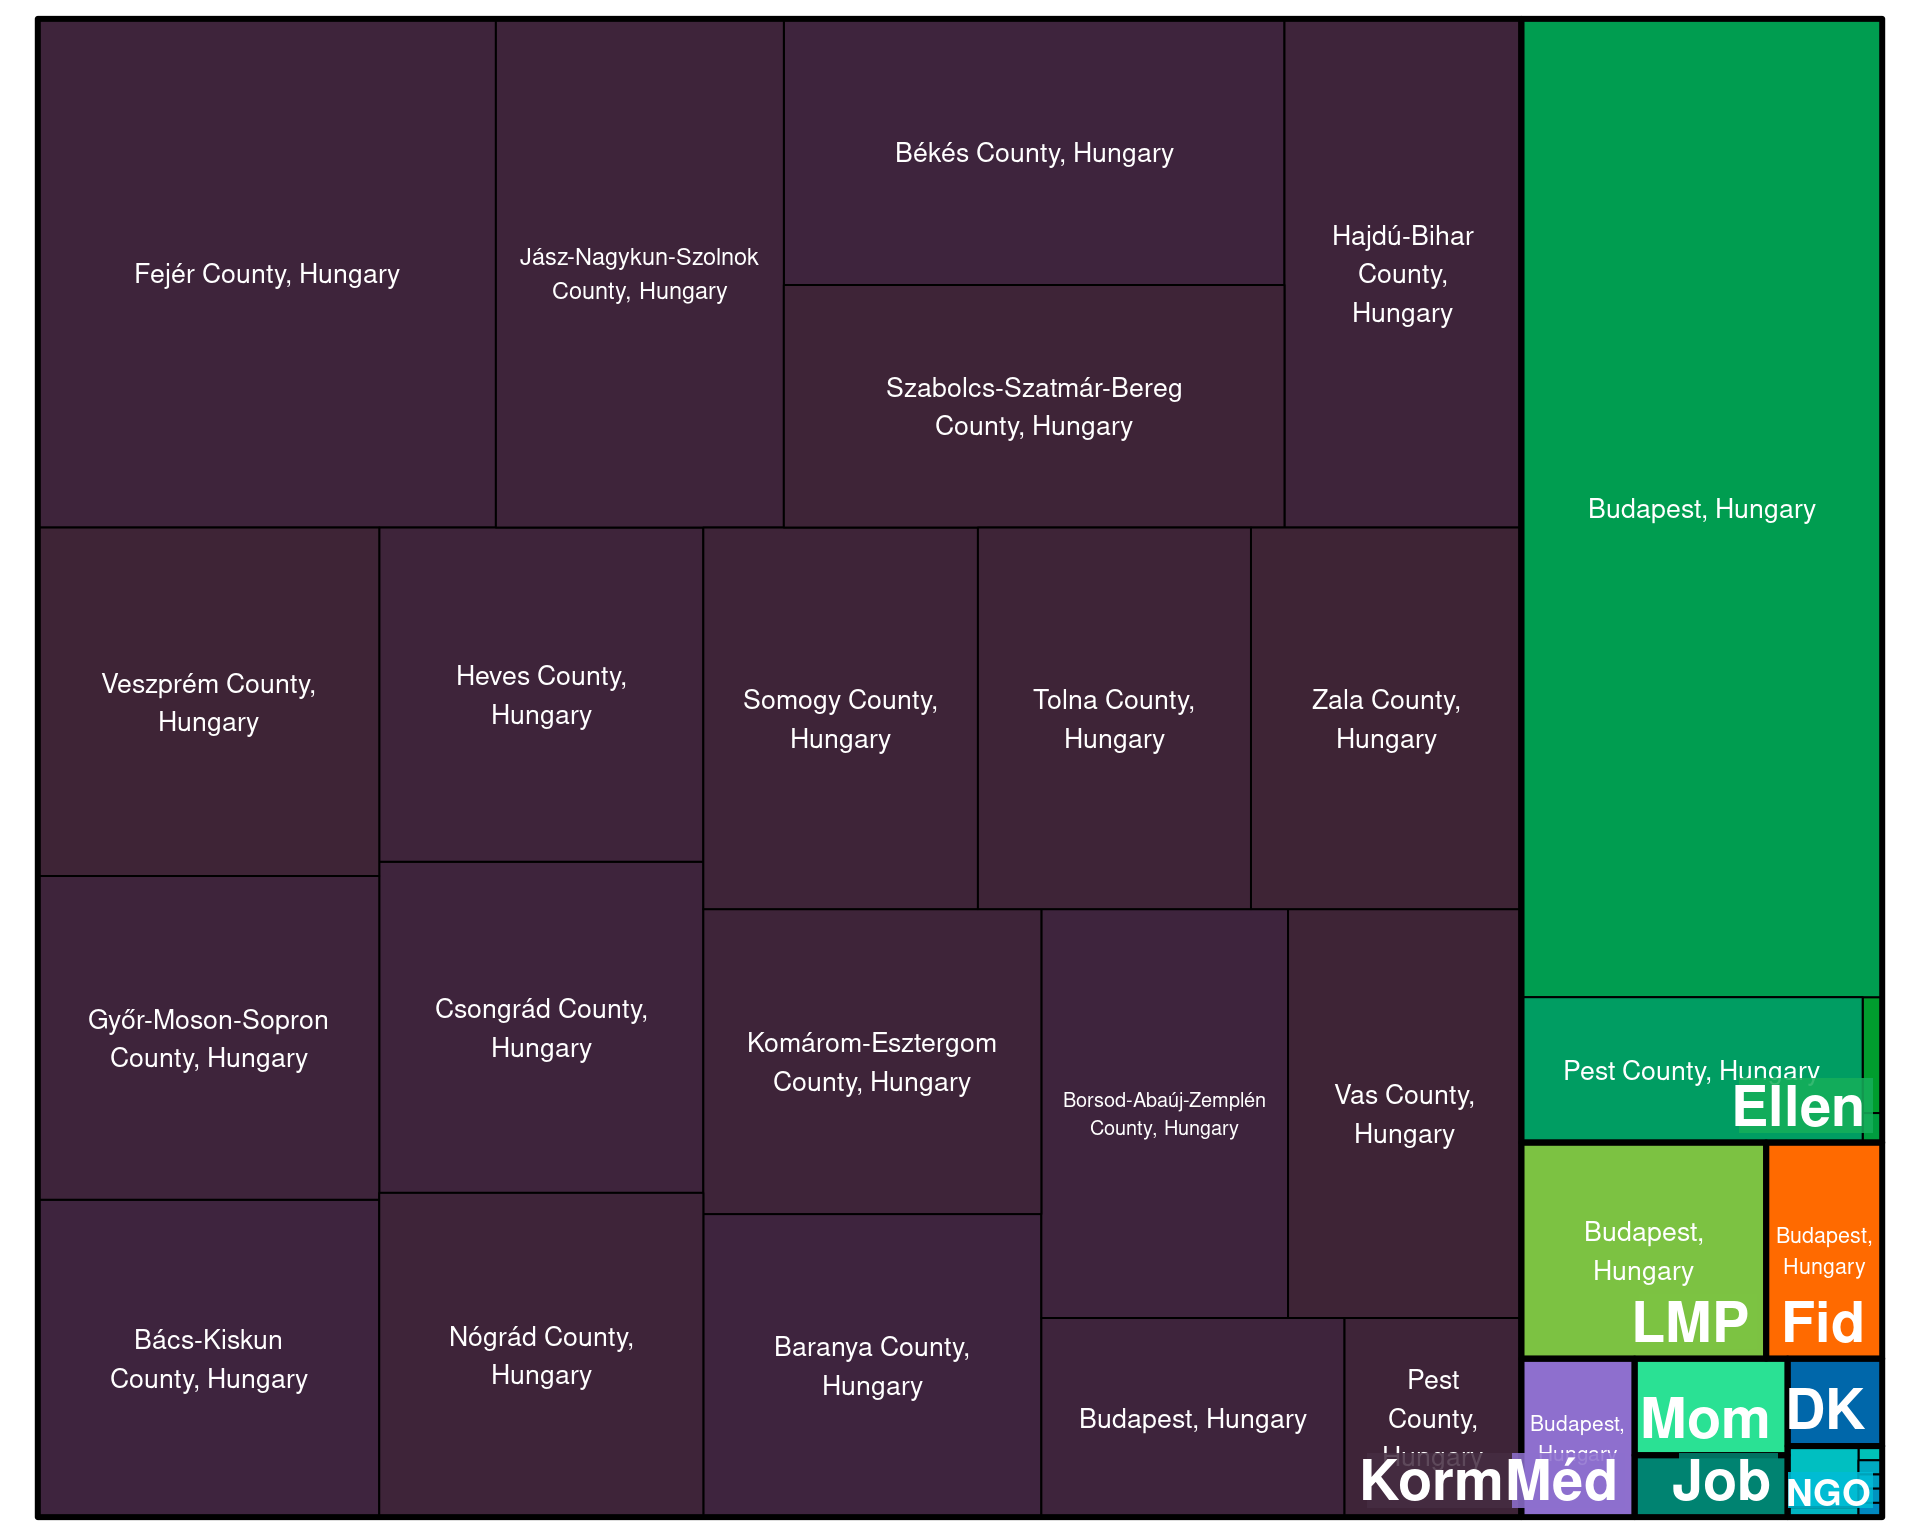 Fejér County, Hungary
Jász-Nagykun-Szolnok
County, Hungary
Békés County, Hungary
Szabolcs-Szatmár-Bereg
County, Hungary
Hajdú-Bihar
County,
Hungary
Budapest, Hungary
Veszprém County,
Hungary
Heves County,
Hungary
Somogy County,
Hungary
Tolna County,
Hungary
Zala County,
Hungary
Győr-Moson-Sopron
County, Hungary
Csongrád County,
Hungary
Komárom-Esztergom
County, Hungary
Borsod-Abaúj-Zemplén
County, Hungary
Vas County,
Hungary
Pest County, Hungary
Ellen
Bács-Kiskun
County, Hungary
Nógrád County,
Hungary
Baranya County,
Hungary
Budapest, Hungary
Pest
County,
Hungary
Korm
Budapest,
Hungary
LMP
Budapest,
Hungary
Fid
Budapest,
Hungary
Méd
Mom
DK
Job
NGO